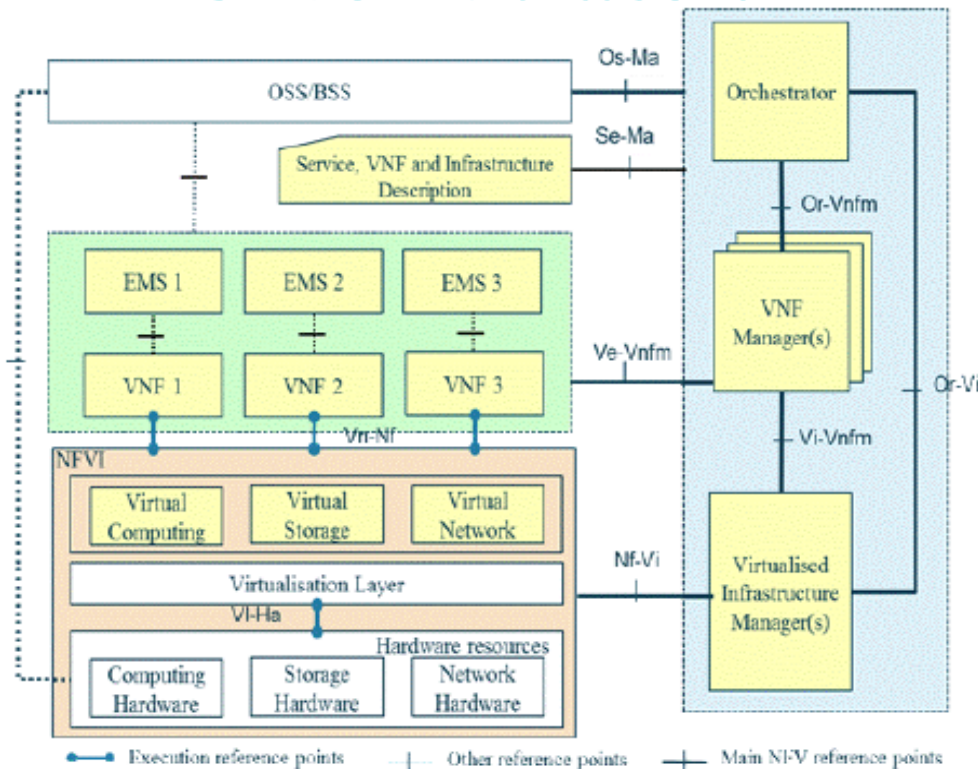 Os-Ma
OSS/BSS
Orchestrator
Se-Ma
Service, VNF and Infrastructure
Description
Or-Vnfm
EMS 1
EMS 2
EMS 3
VNF
Manager(s)
Ve-Vnfm
Or-Vi
VNF 1
VNF 2
VNF 3
Vn-Nf
Vi-Vnfm
NFVI
Virtual
Computing
Virtual
Storage
Virtual
Network
Nf-Vi
Virtualised
Infrastructure
Manager(s)
Virtualisation Layer
Vl-Ha
Hardware resources
Computing
Hardware
Storage
Hardware
Network
Hardware
Execution reference points
Other reference points
Main NFV reference points